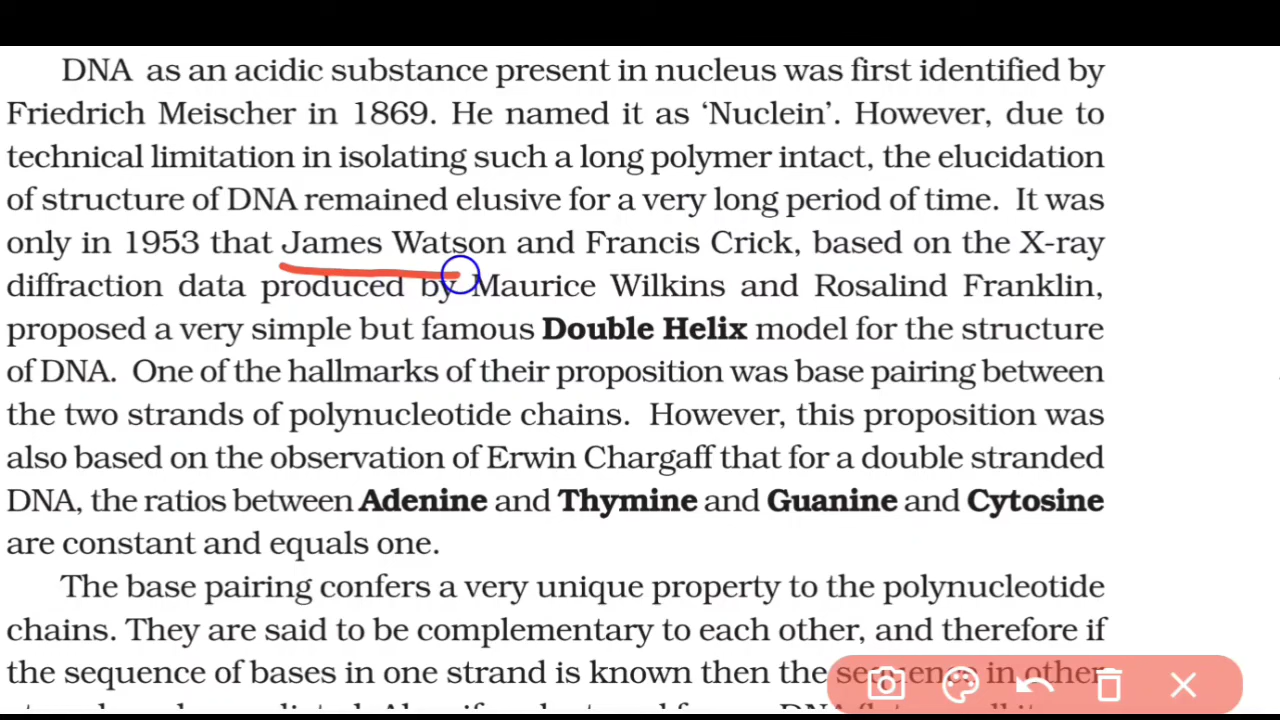 DNA as an acidic substance present in nucleus was first identified by
Friedrich Meischer in 1869. He named it as ‘Nuclein’. However, due to
technical limitation in isolating such a long polymer intact, the elucidation
of structure of DNA remained elusive for a very long period of time. It was
only in 1953 that James Watson and Francis Crick, based on the X-ray
diffraction data produced by Maurice Wilkins and Rosalind Franklin,
proposed a very simple but famous Double Helix model for the structure
of DNA. One of the hallmarks of their proposition was base pairing between
the two strands of polynucleotide chains. However, this proposition was
also based on the observation of Erwin Chargaff that for a double stranded
DNA, the ratios between Adenine and Thymine and Guanine and Cytosine
are constant and equals one.
The base pairing confers a very unique property to the polynucleotide
chains. They are said to be complementary to each other, and therefore if
the sequence of bases in one strand is known then the sequence in other